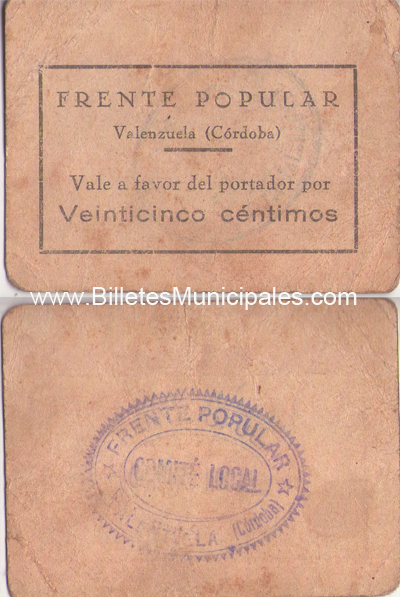 FRENTE POPULAR
Valenzuela (Córdoba)
Vale a favor del portador por
Veinticinco céntimos
www.BilletesMunicipales.com
FRENTE POPULAR
COMITÉ LOCAL
VALENZUELA (Córdoba)